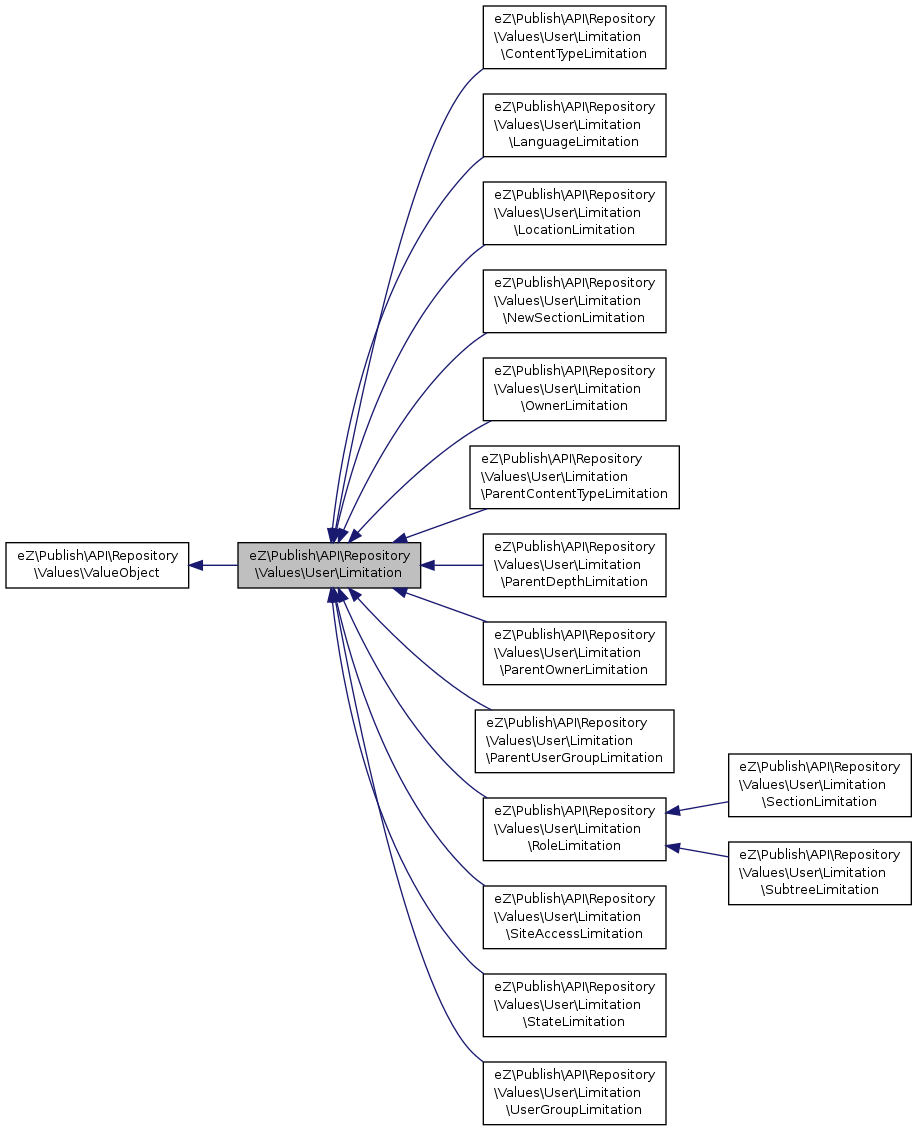 eZ\Publish\API\Repository
\Values\User\Limitation
\ContentTypeLimitation
eZ\Publish\API\Repository
\Values\User\Limitation
\LanguageLimitation
eZ\Publish\API\Repository
\Values\User\Limitation
\LocationLimitation
eZ\Publish\API\Repository
\Values\User\Limitation
\NewSectionLimitation
eZ\Publish\API\Repository
\Values\User\Limitation
\OwnerLimitation
eZ\Publish\API\Repository
\Values\User\Limitation
\ParentContentTypeLimitation
eZ\Publish\API\Repository
\Values\ValueObject
eZ\Publish\API\Repository
\Values\User\Limitation
eZ\Publish\API\Repository
\Values\User\Limitation
\ParentDepthLimitation
eZ\Publish\API\Repository
\Values\User\Limitation
\ParentOwnerLimitation
eZ\Publish\API\Repository
\Values\User\Limitation
\ParentUserGroupLimitation
eZ\Publish\API\Repository
\Values\User\Limitation
\RoleLimitation
eZ\Publish\API\Repository
\Values\User\Limitation
\SectionLimitation
eZ\Publish\API\Repository
\Values\User\Limitation
\SubtreeLimitation
eZ\Publish\API\Repository
\Values\User\Limitation
\SiteAccessLimitation
eZ\Publish\API\Repository
\Values\User\Limitation
\StateLimitation
eZ\Publish\API\Repository
\Values\User\Limitation
\UserGroupLimitation